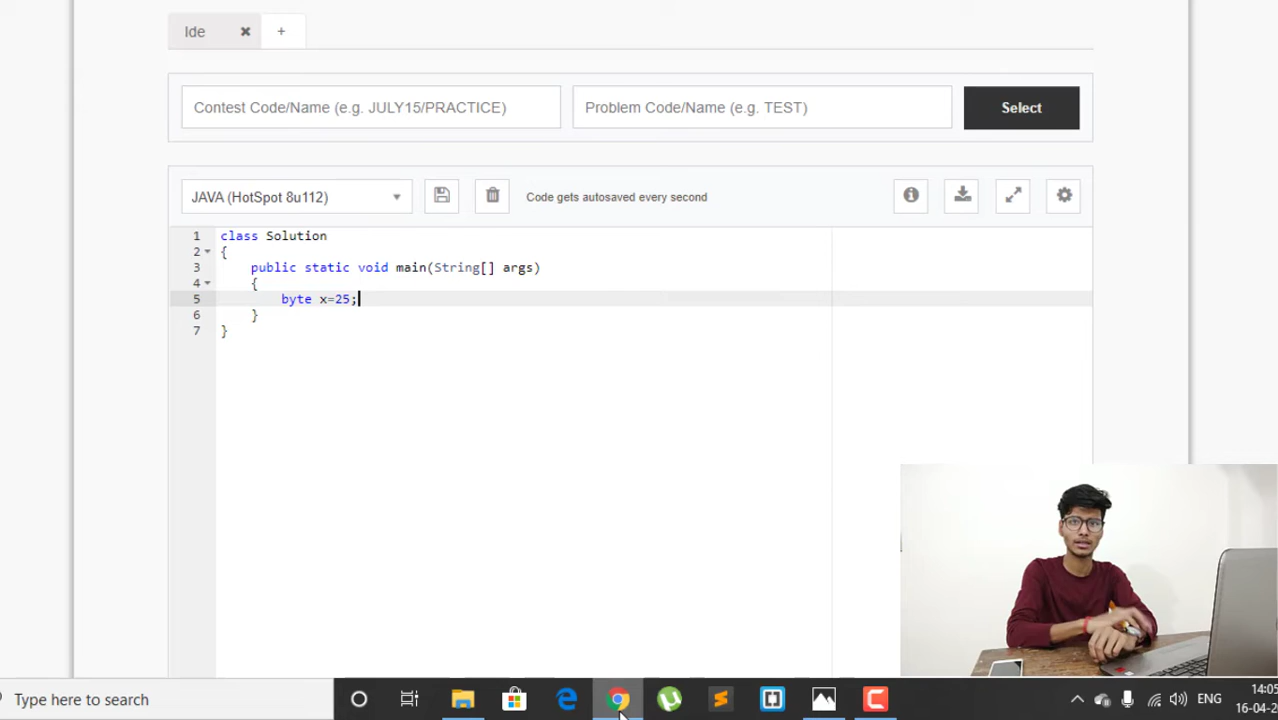 Ide × +
Contest Code/Name (e.g. JULY15/PRACTICE) Problem Code/Name (e.g. TEST) Select
JAVA (HotSpot 8u112) Code gets autosaved every second
1 class Solution
2 {
3 public static void main(String[] args)
4 {
5 byte x=25;
6 }
7 }
Type here to search
ENG
14:05
16-04-2